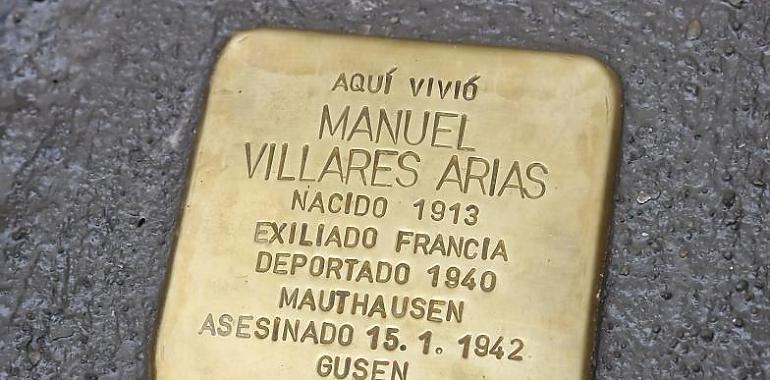 AQUÍ VIVIÓ
MANUEL
VILLARES ARIAS
NACIDO 1913
EXILIADO FRANCIA
DEPORTADO 1940
MAUTHAUSEN
ASESINADO 15.1.1942
GUSEN